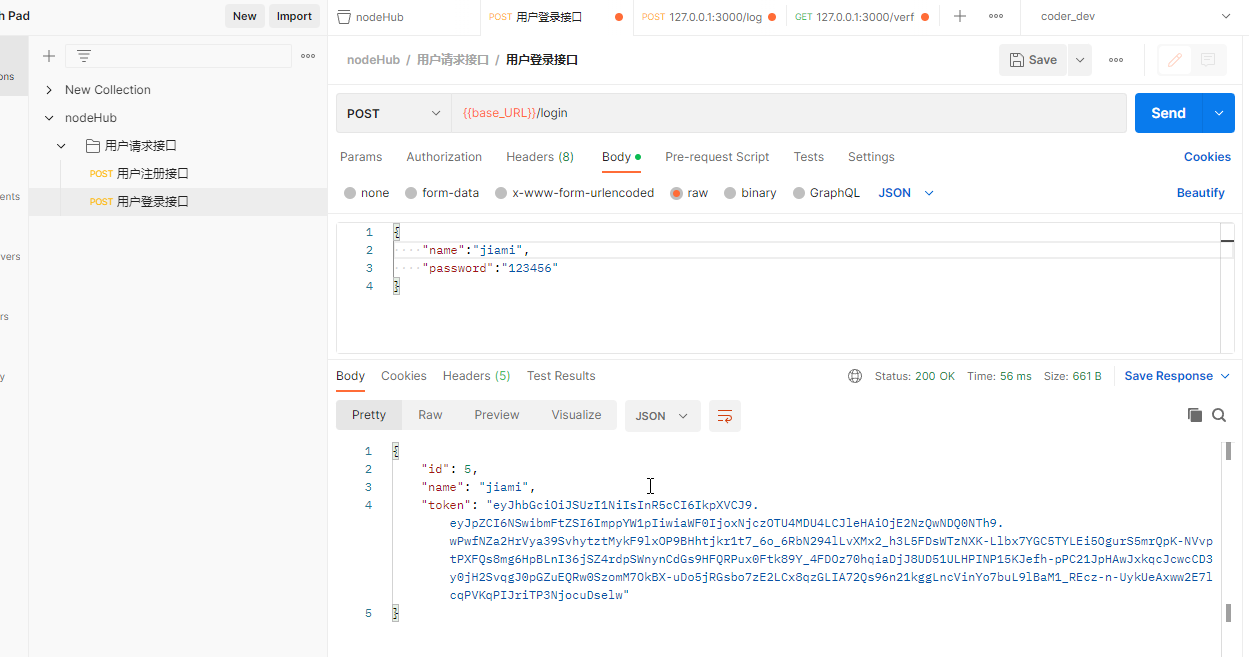 h Pad
New
Import
nodeHub
POST 用户登录接口
POST 127.0.0.1:3000/log
GET 127.0.0.1:3000/verf
coder_dev
ons
ents
vers
rs
y
New Collection
nodeHub
用户请求接口
POST 用户注册接口
POST 用户登录接口
nodeHub / 用户请求接口 / 用户登录接口
Save
POST
{{base_URL}}/login
Send
Params
Authorization
Headers (8)
Body
Pre-request Script
Tests
Settings
Cookies
none
form-data
x-www-form-urlencoded
raw
binary
GraphQL
JSON
Beautify
1 {
2 "name":"jiami",
3 "password":"123456"
4 }
Body
Cookies
Headers (5)
Test Results
Status: 200 OK
Time: 56 ms
Size: 661 B
Save Response
Pretty
Raw
Preview
Visualize
JSON
1 {
2 "id": 5,
3 "name": "jiami",
4 "token": "eyJhbGciOiJSUzI1NiIsInR5cCI6IkpXVCJ9.
eyJpZCI6NSwibmFtZSI6ImppYW1pIiwiaWF0IjoxNjczOTU4MDU4LCJleHAiOjE2NzQwNDQ0NTh9.
wPwfNZa2HrVya39SvhytztMykF9lxOP9BHhtjkr1t7_6o_6RbN294lLvXMx2_h3L5FDsWTzNXK-Llbx7YGC5TYLEi5OgurS5mrQpK-NVvp
tPXFQs8mg6HpBLnI36jSZ4rdpSWnynCdGs9HFQRPux0Ftk89Y_4FDOz70hqiaDjJ8UD51ULHPINP15KJefh-pPC21JpHAwJxkqcJcwcCD3
y0jH2SvqgJ0pGZuEQRw0SzomM7OkBX-uDo5jRGsbo7zE2LCx8qzGLIA72Qs96n21kggLncVinYo7buL9lBaM1_REcz-n-UykUeAxww2E7l
cqPVKqPIJriTP3NjocuDselw"
5 }